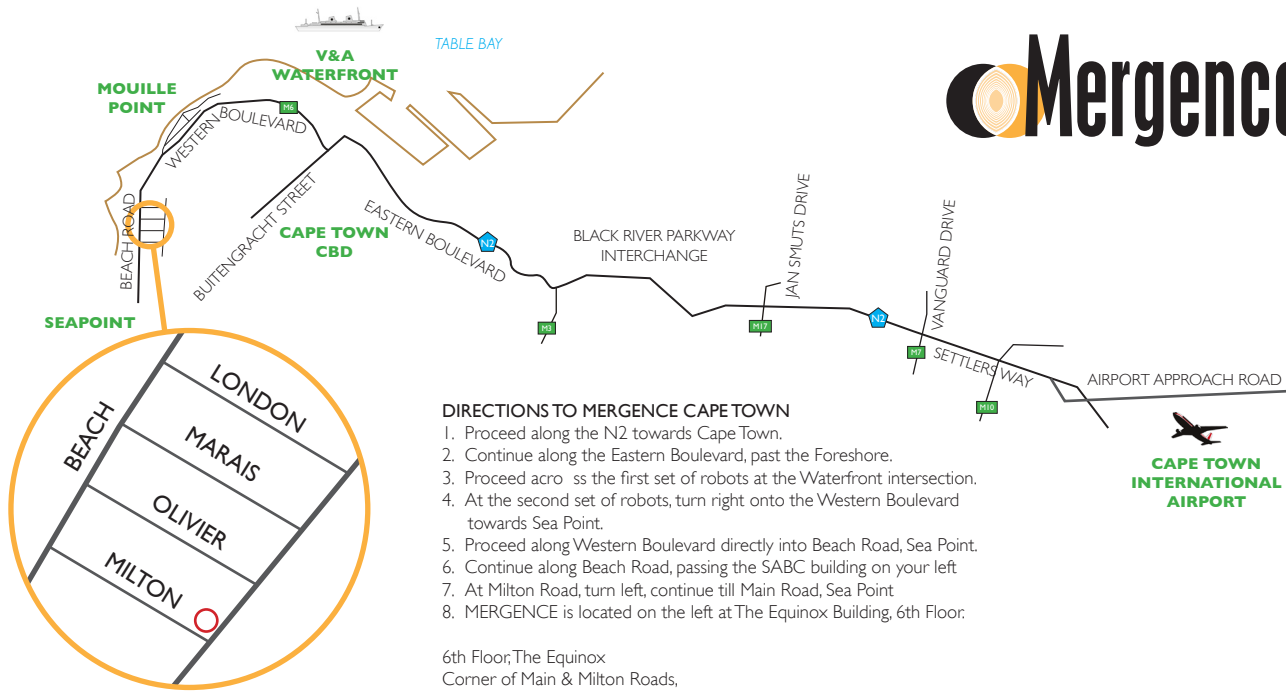 TABLE BAY
V&A
WATERFRONT
MOUILLE
POINT
M6
WESTERN BOULEVARD
Mergence
BEACH ROAD
BUITENGRACHT STREET
CAPE TOWN
CBD
EASTERN BOULEVARD
N2
BLACK RIVER PARKWAY
INTERCHANGE
JAN SMUTS DRIVE
VANGUARD DRIVE
SEAPOINT
M3
M17
N2
M7
SETTLERS WAY
M10
AIRPORT APPROACH ROAD
CAPE TOWN
INTERNATIONAL
AIRPORT
BEACH
LONDON
MARAIS
OLIVIER
MILTON
DIRECTIONS TO MERGENCE CAPE TOWN
1. Proceed along the N2 towards Cape Town.
2. Continue along the Eastern Boulevard, past the Foreshore.
3. Proceed acro ss the first set of robots at the Waterfront intersection.
4. At the second set of robots, turn right onto the Western Boulevard
towards Sea Point.
5. Proceed along Western Boulevard directly into Beach Road, Sea Point.
6. Continue along Beach Road, passing the SABC building on your left
7. At Milton Road, turn left, continue till Main Road, Sea Point
8. MERGENCE is located on the left at The Equinox Building, 6th Floor.
6th Floor, The Equinox
Corner of Main & Milton Roads,